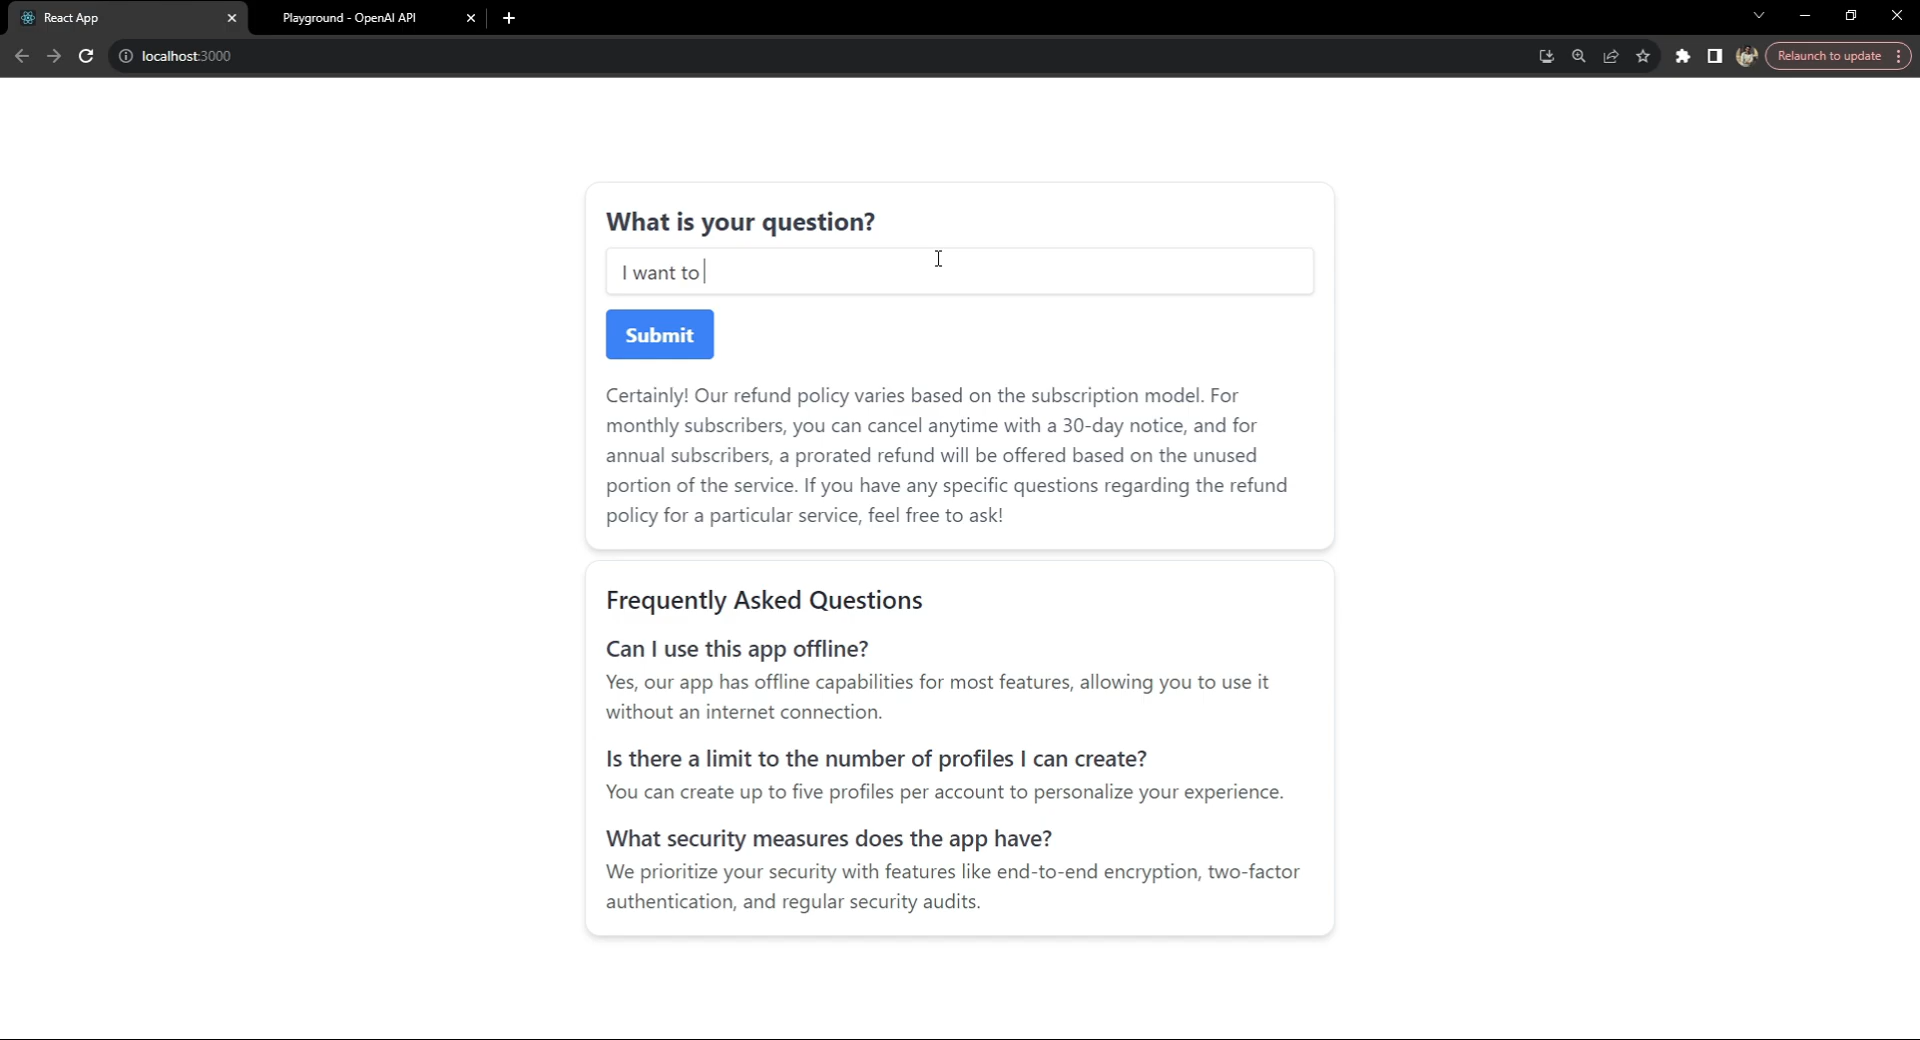 React App
Playground - OpenAI API
localhost:3000
Relaunch to update
What is your question?
I want to
Submit
Certainly! Our refund policy varies based on the subscription model. For
monthly subscribers, you can cancel anytime with a 30-day notice, and for
annual subscribers, a prorated refund will be offered based on the unused
portion of the service. If you have any specific questions regarding the refund
policy for a particular service, feel free to ask!
Frequently Asked Questions
Can I use this app offline?
Yes, our app has offline capabilities for most features, allowing you to use it
without an internet connection.
Is there a limit to the number of profiles I can create?
You can create up to five profiles per account to personalize your experience.
What security measures does the app have?
We prioritize your security with features like end-to-end encryption, two-factor
authentication, and regular security audits.